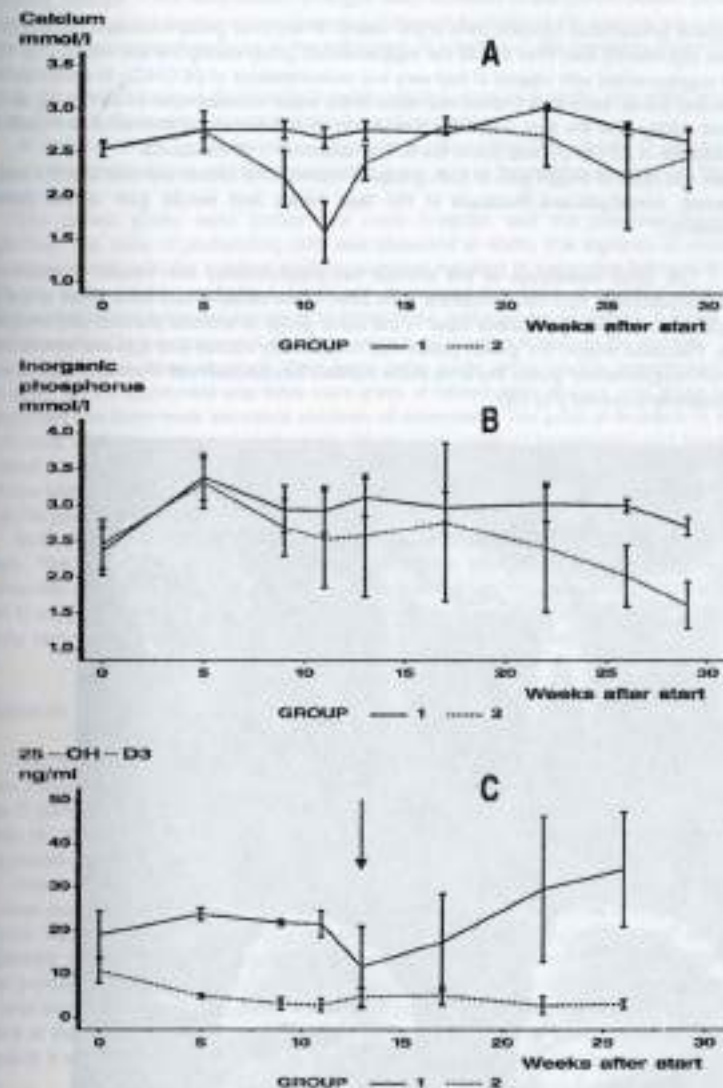 Calcium
mmol/l
A
3.5
3.0
2.5
2.0
1.5
1.0
0 5 10 15 20 25 30
Weeks after start
GROUP 1 2
Inorganic
phosphorus
mmol/l
B
4.0
3.5
3.0
2.5
2.0
1.5
1.0
0 5 10 15 20 25 30
Weeks after start
GROUP 1 2
25-OH-D3
ng/ml
C
50
40
30
20
10
0
0 5 10 15 20 25 30
Weeks after start
GROUP 1 2